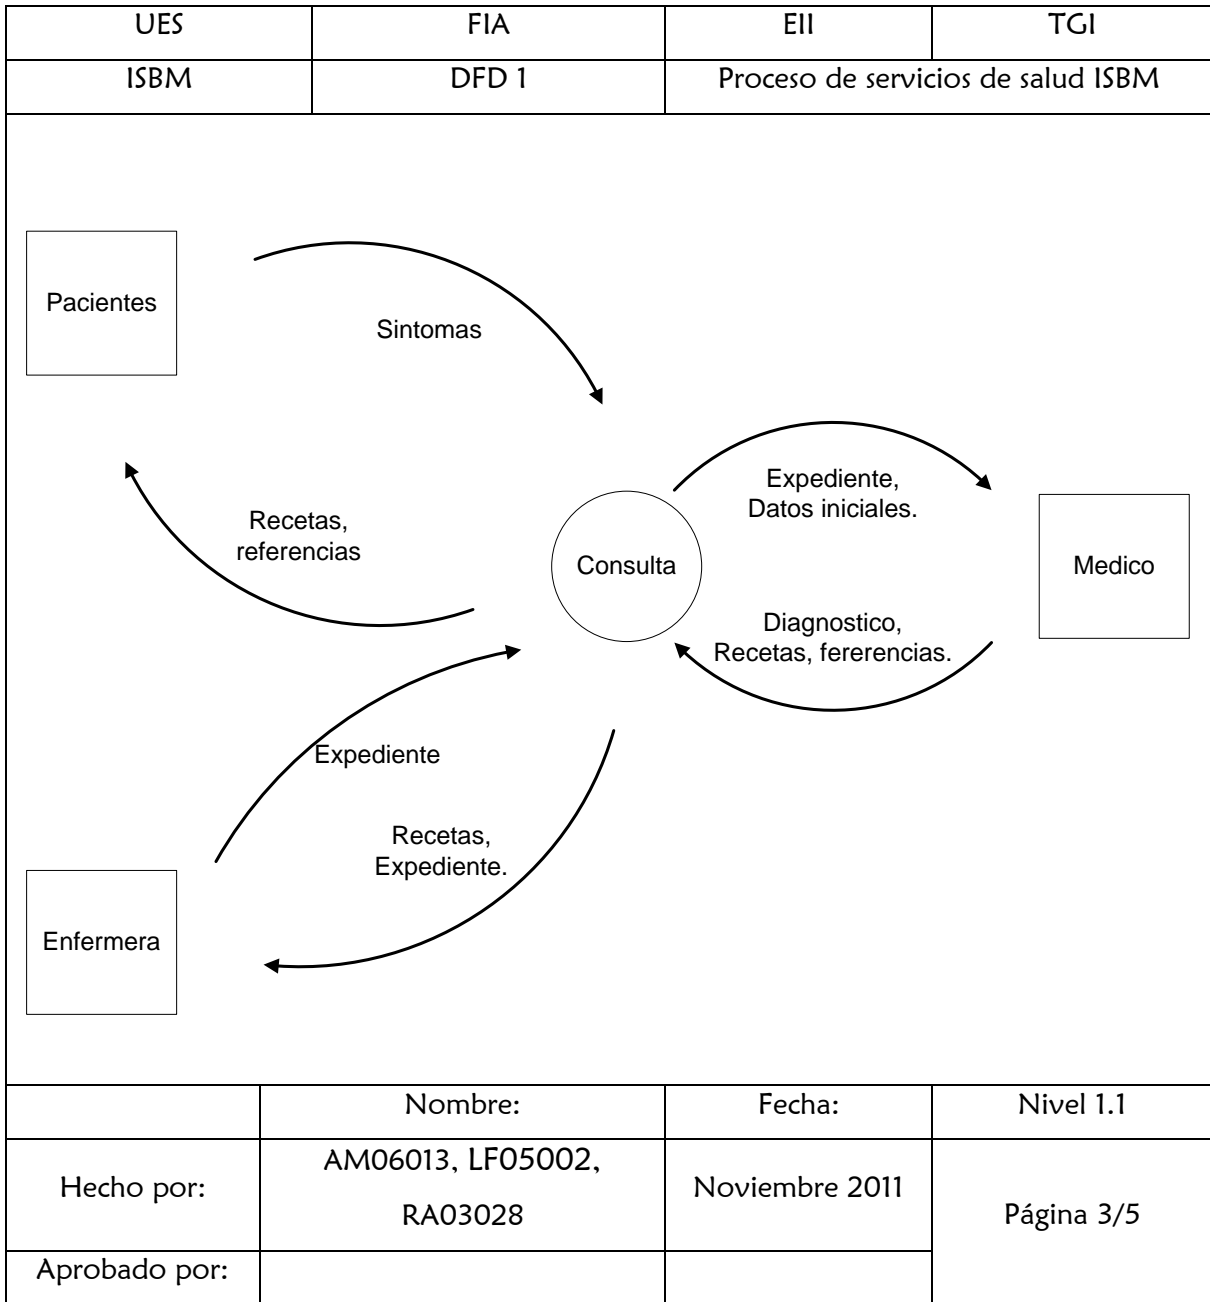 UES FIA EII TGI
ISBM DFD 1 Proceso de servicios de salud ISBM
Pacientes
Sintomas
Recetas,
referencias
Expediente,
Datos iniciales.
Consulta
Medico
Diagnostico,
Recetas, fererencias.
Expediente
Recetas,
Expediente.
Enfermera
Nombre: Fecha: Nivel 1.1
Hecho por: AM06013, LF05002,
RA03028
Noviembre 2011
Página 3/5
Aprobado por: